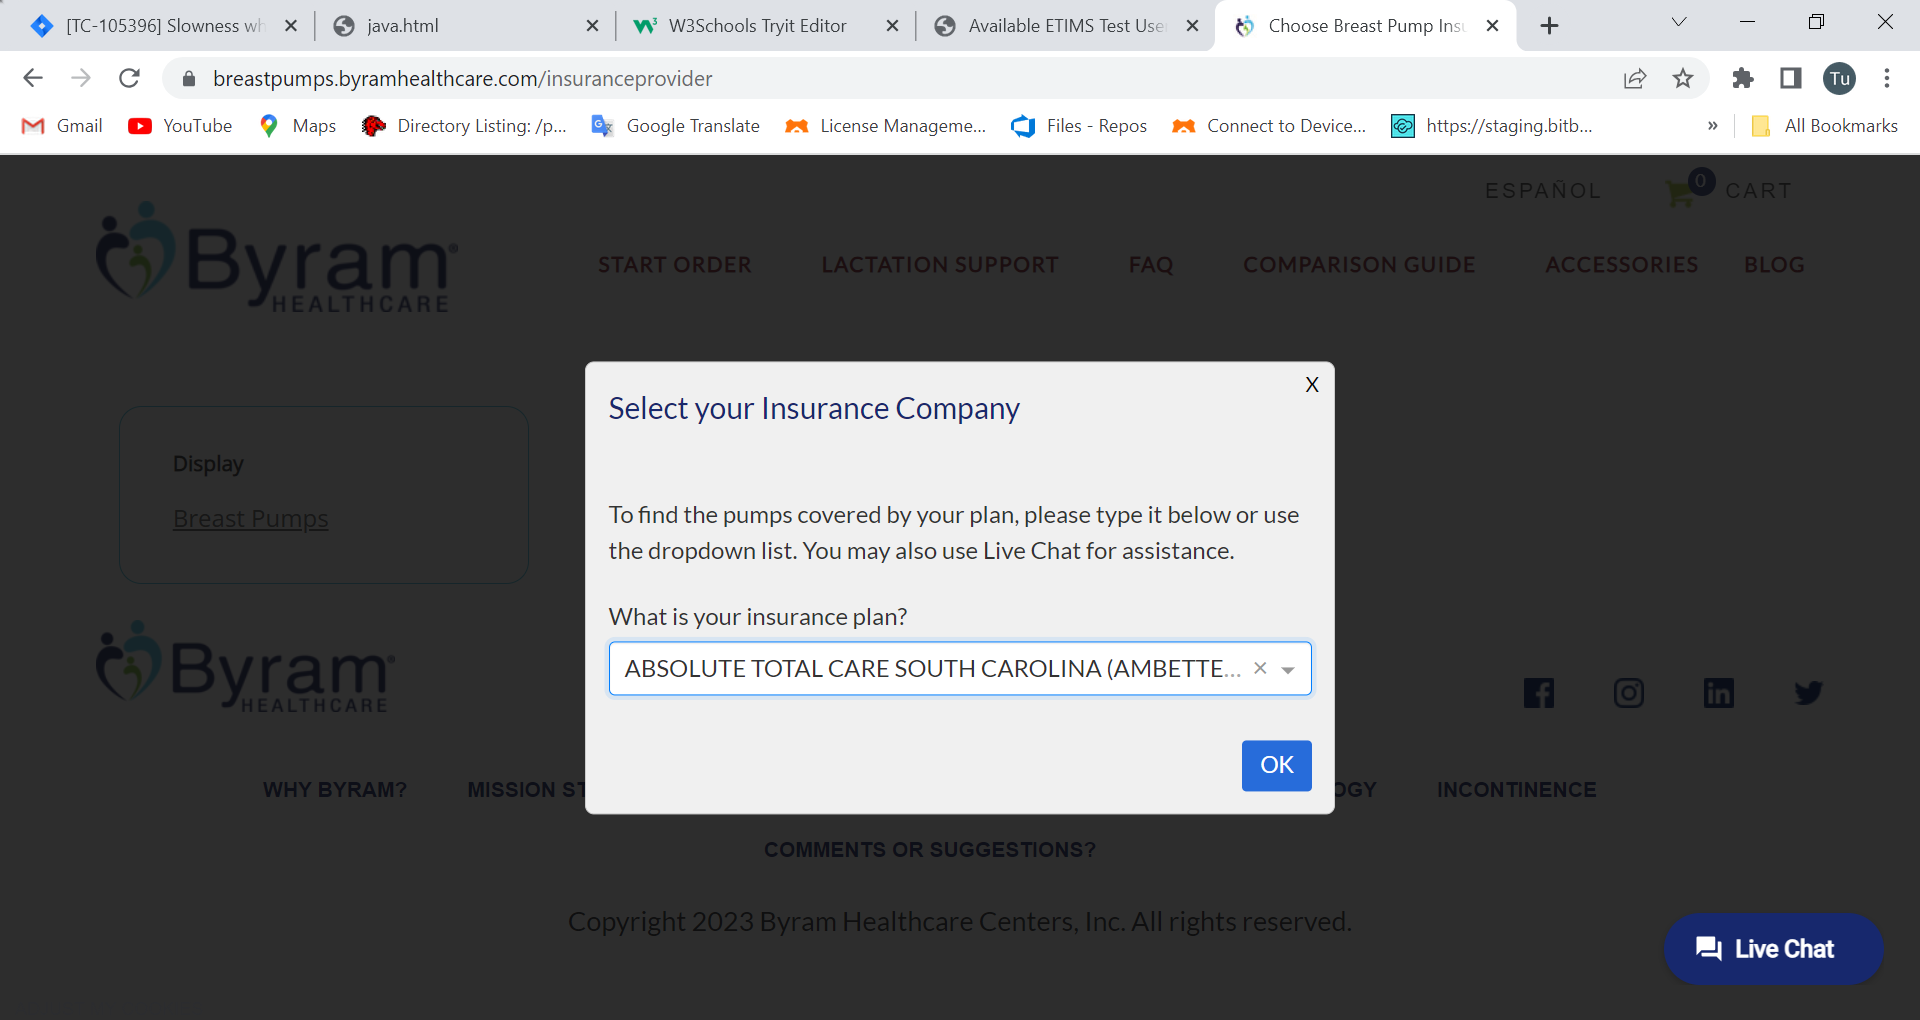 [TC-105396] Slowness wh
java.html
W3Schools Tryit Editor
Available ETIMS Test Use
Choose Breast Pump Ins
breastpumps.byramhealthcare.com/insuranceprovider
Tu
Gmail
YouTube
Maps
Directory Listing: /p...
Google Translate
License Manageme...
Files - Repos
Connect to Device...
https://staging.bitb...
»
All Bookmarks
ESPAÑOL
0
CART
Byram®
HEALTHCARE
START ORDER
LACTATION SUPPORT
FAQ
COMPARISON GUIDE
ACCESSORIES
BLOG
X
Select your Insurance Company
Display
Breast Pumps
To find the pumps covered by your plan, please type it below or use
the dropdown list. You may also use Live Chat for assistance.
What is your insurance plan?
ABSOLUTE TOTAL CARE SOUTH CAROLINA (AMBETTE...
OK
Byram®
HEALTHCARE
WHY BYRAM?
MISSION ST
OGY
INCONTINENCE
COMMENTS OR SUGGESTIONS?
Copyright 2023 Byram Healthcare Centers, Inc. All rights reserved.
Live Chat